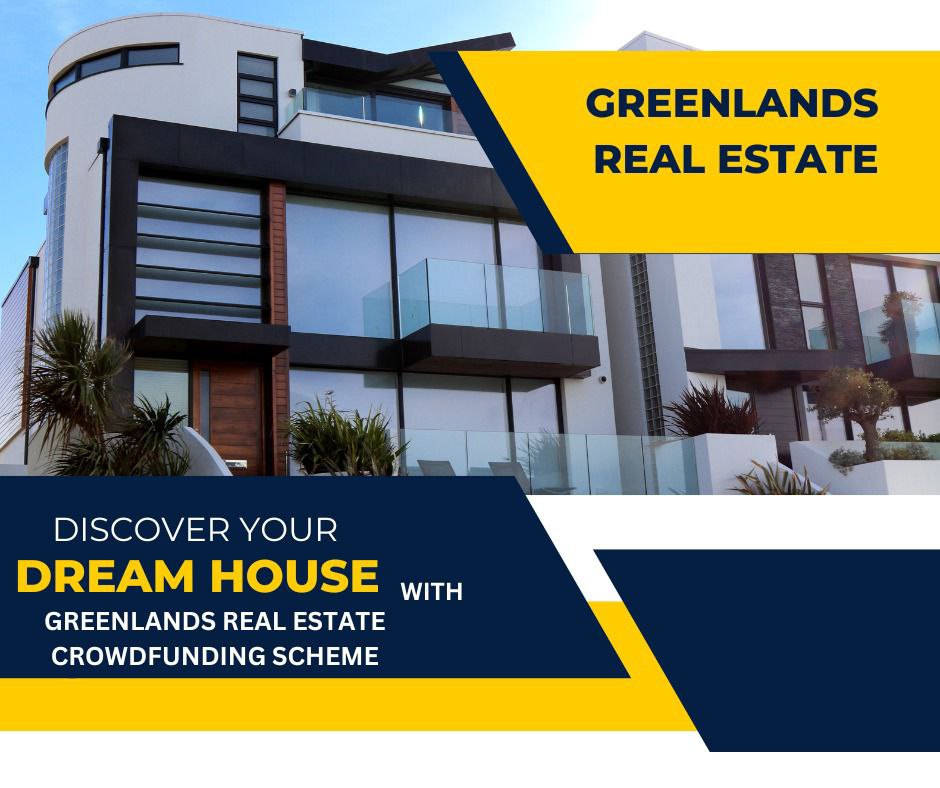 GREENLANDS
REAL ESTATE
DISCOVER YOUR
DREAM HOUSE WITH
GREENLANDS REAL ESTATE
CROWDFUNDING SCHEME